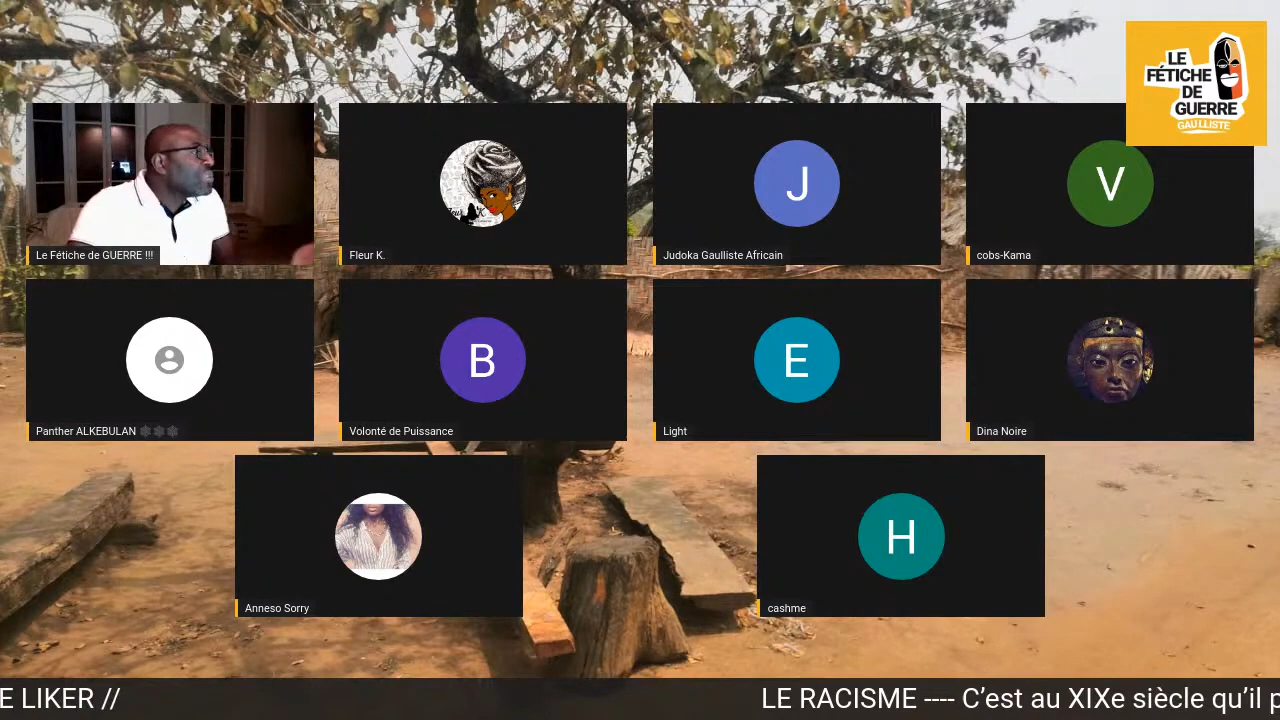 LE
FÉTICHE
DE
GUERRE
GAULLISTE
Le Fétiche de GUERRE !!!
Fleur K.
J
Judoka Gaulliste Africain
V
cobs-Kama
Panther ALKEBULAN
B
Volonté de Puissance
E
Light
Dina Noire
Anneso Sorry
H
cashme
E LIKER //
LE RACISME ---- C’est au XIXe siècle qu’il p